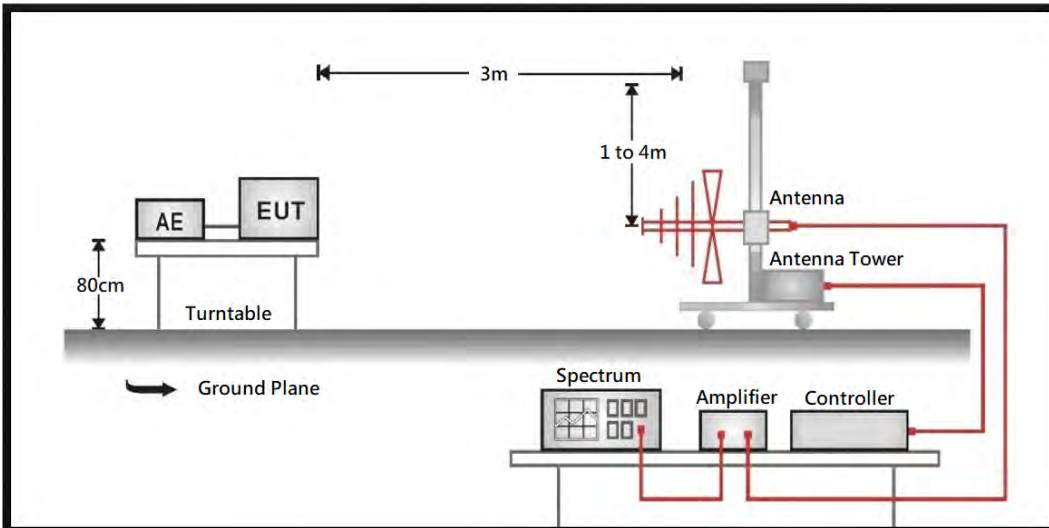 3m
1 to 4m
Antenna
AE
EUT
Antenna Tower
80cm
Turntable
Ground Plane
Spectrum
Amplifier
Controller